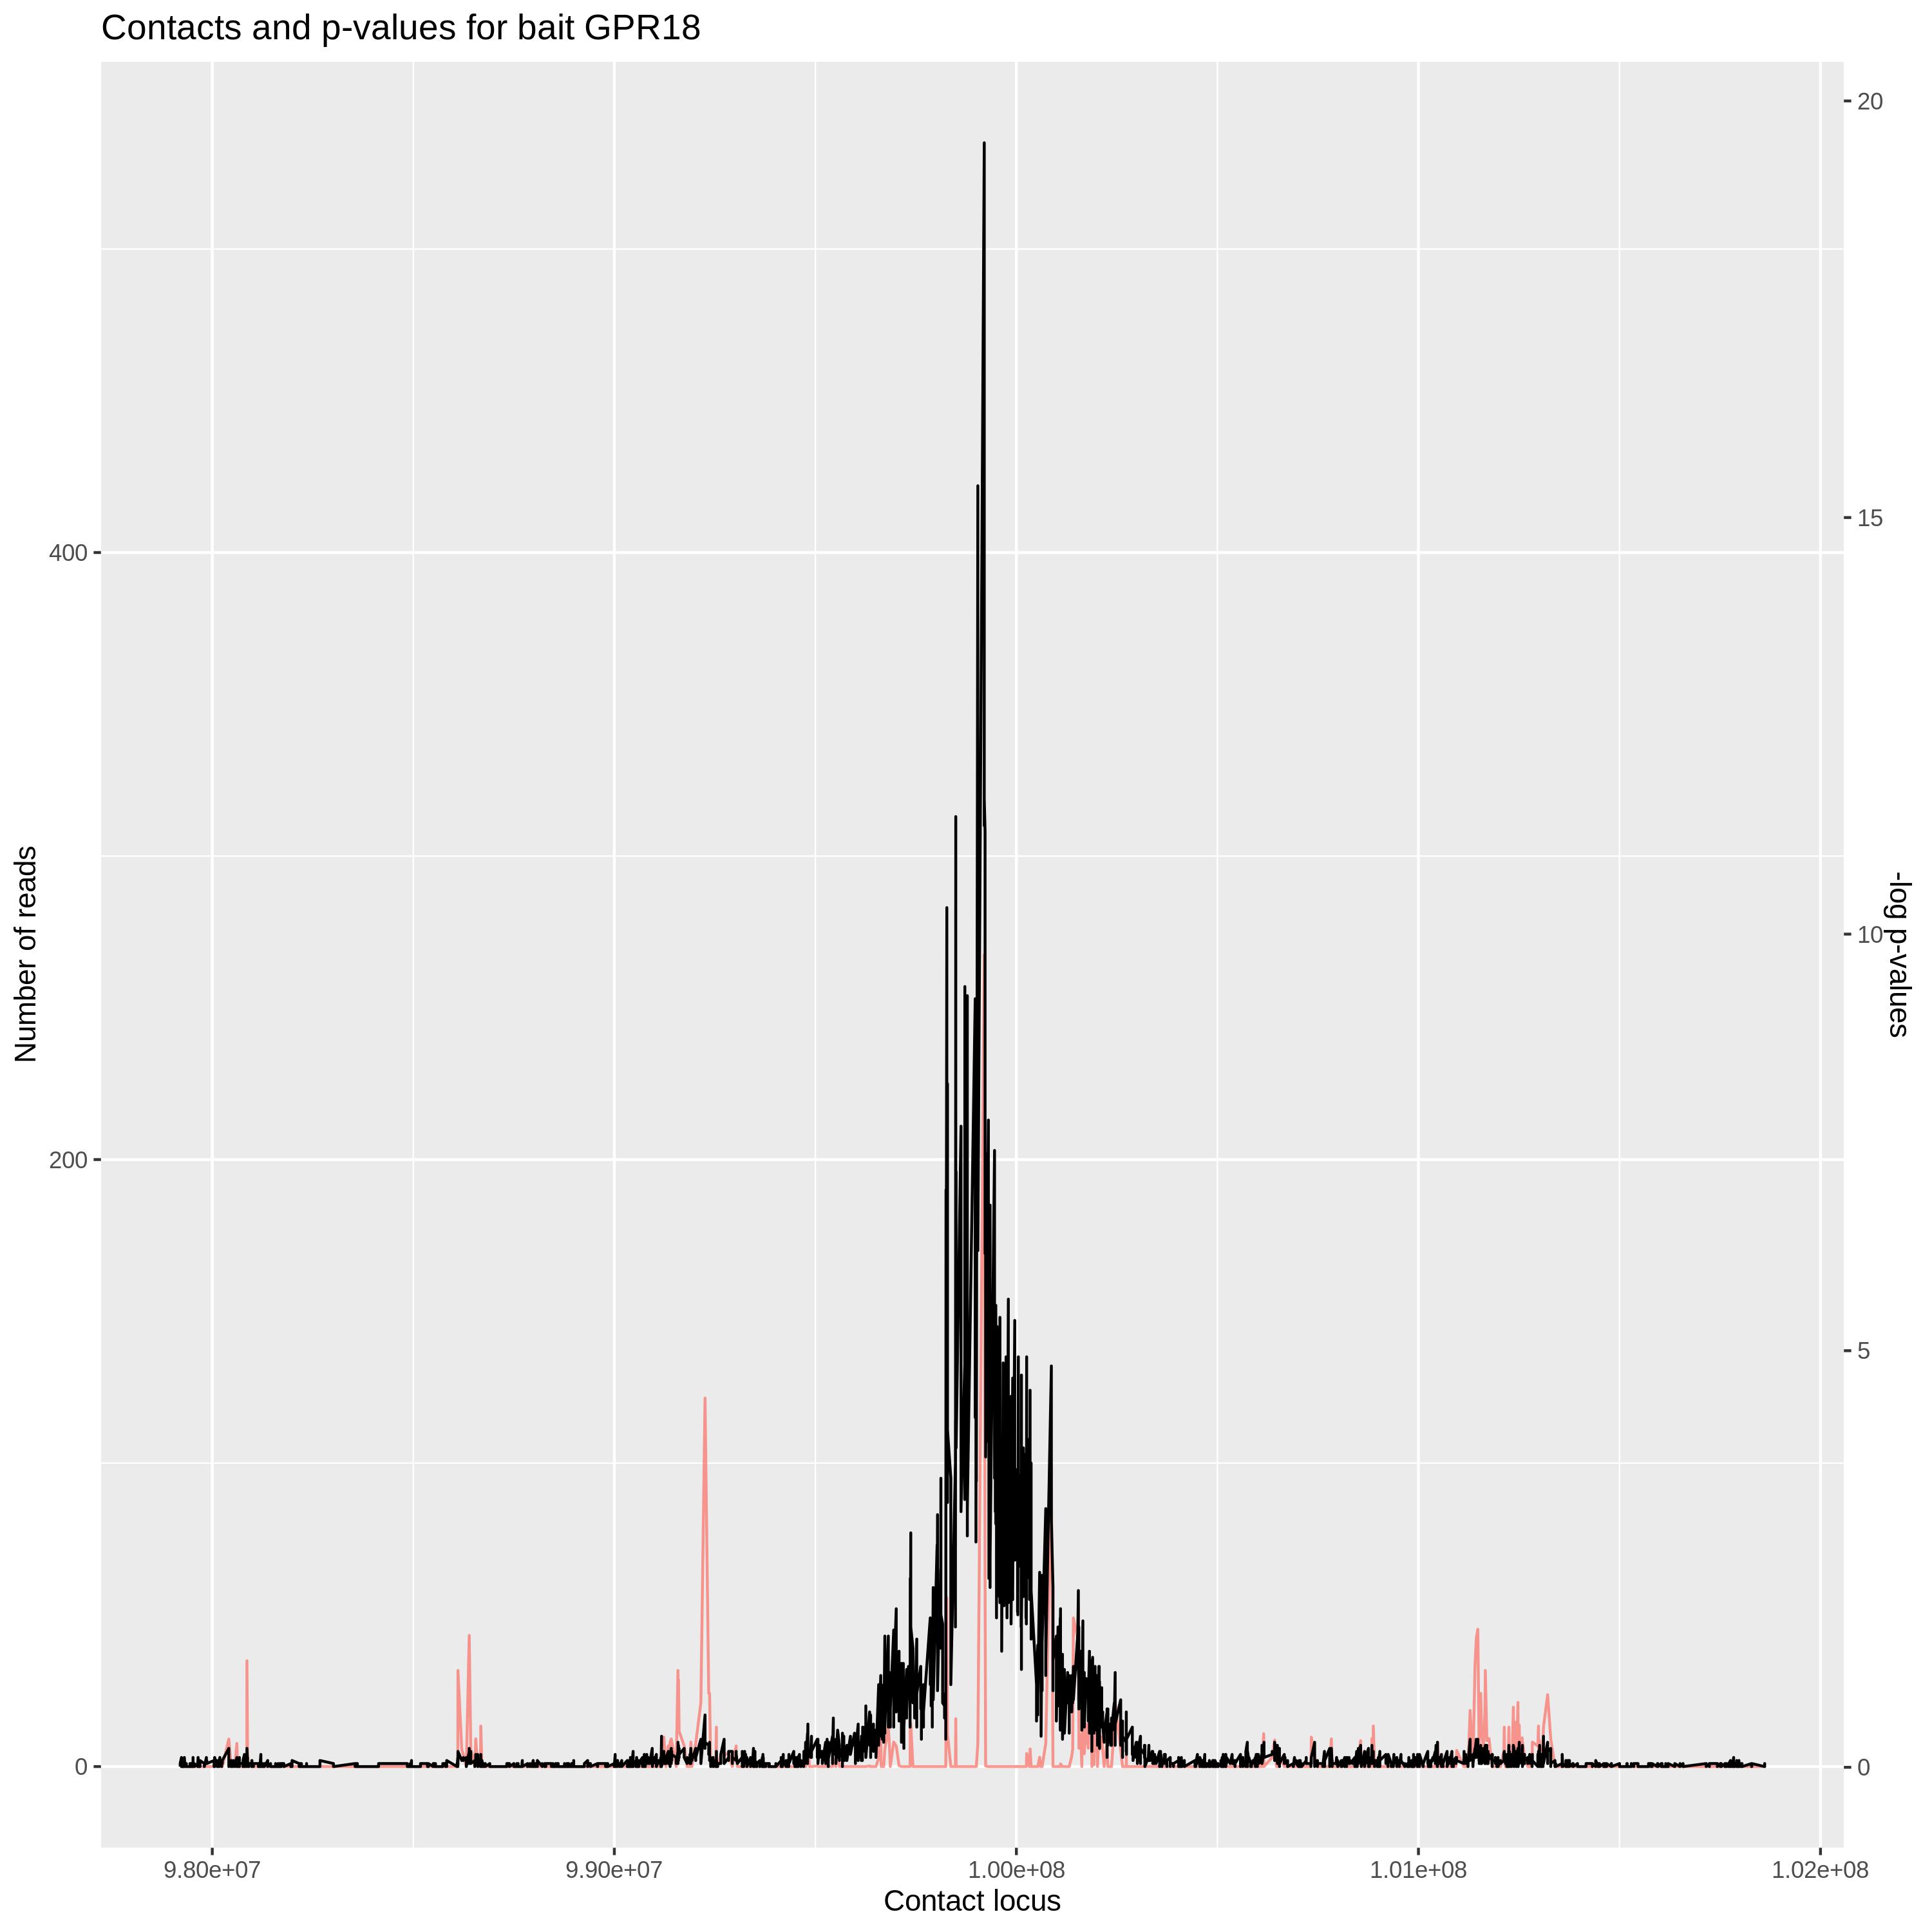 Contacts and p-values for bait GPR18
Number of reads
400
200
0
20
15
10
5
0
-log p-values
9.80e+07
9.90e+07
1.00e+08
1.01e+08
1.02e+08
Contact locus